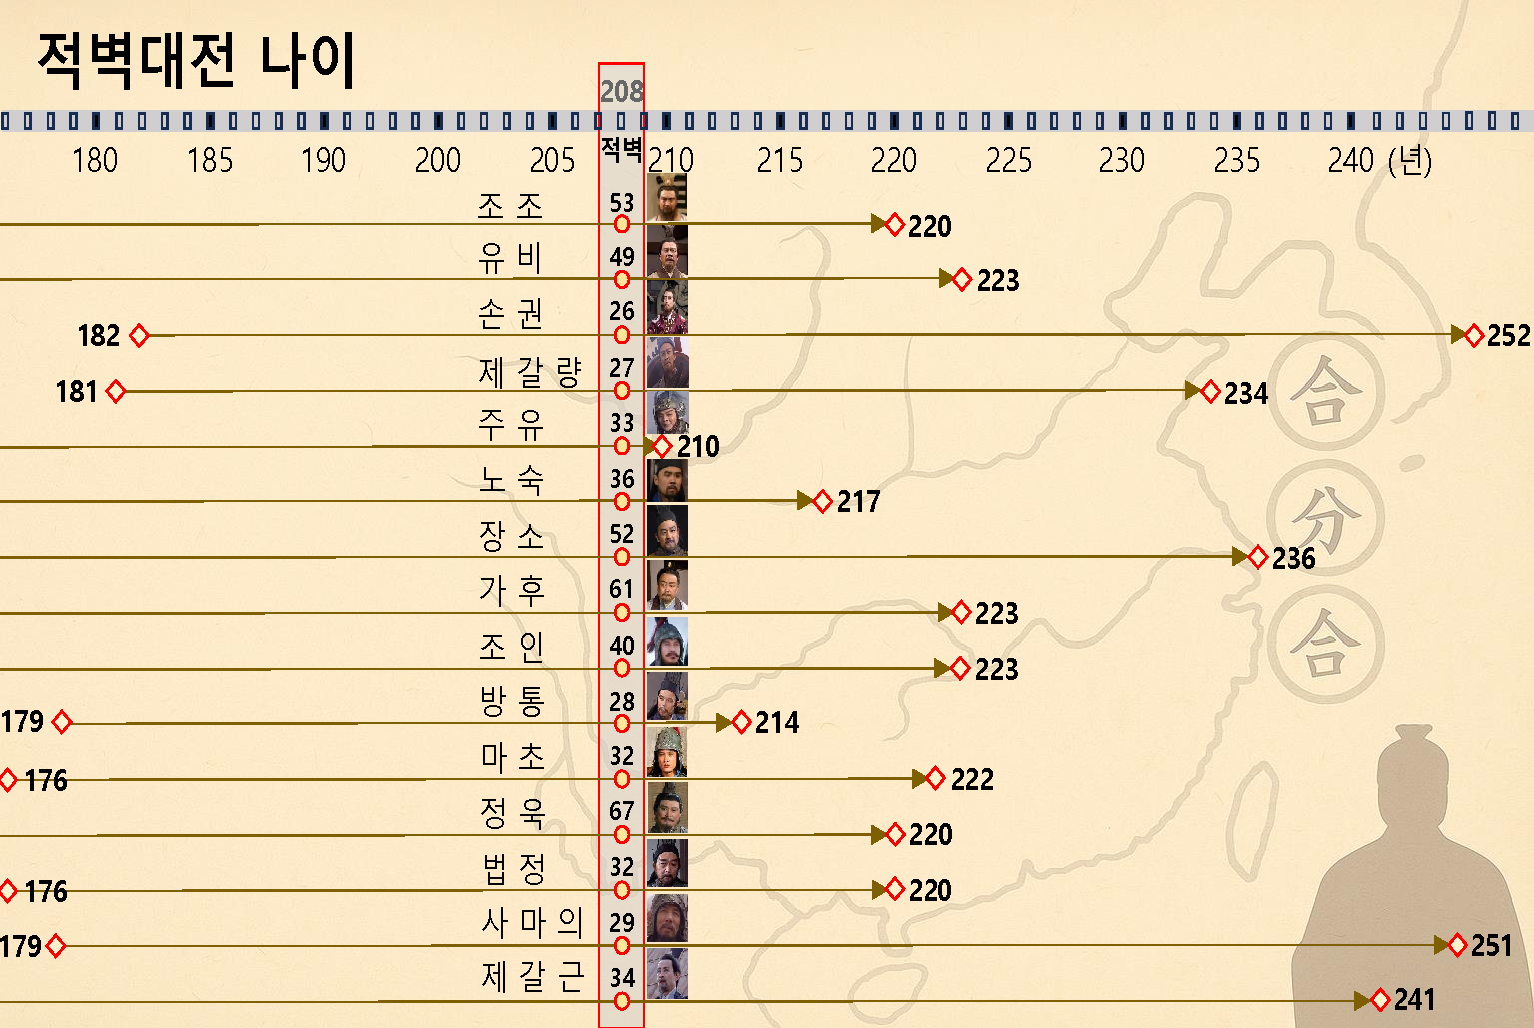 적벽대전 나이
208
적벽
180 185 190 200 205 210 215 220 225 230 235 240 (년)
조 조 53 220
유 비 49 223
182 손 권 26 252
181 제 갈 량 27 234
주 유 33 210
노 숙 36 217
장 소 52 236
가 후 61 223
조 인 40 223
179 방 통 28 214
176 마 초 32 222
정 욱 67 220
176 법 정 32 220
179 사 마 의 29 251
제 갈 근 34 241
合
分
合